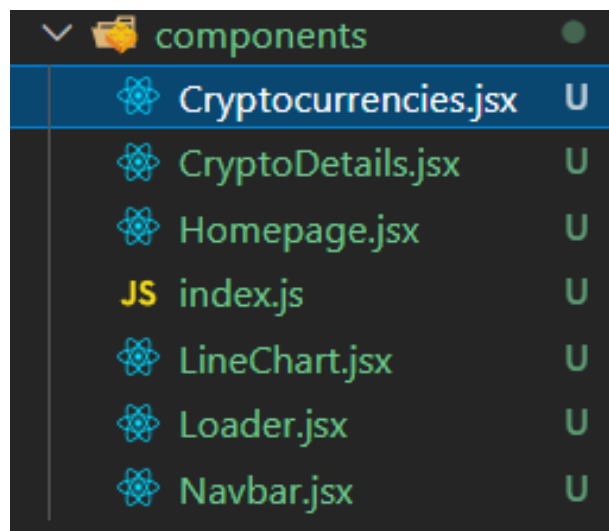 components
Cryptocurrencies.jsx U
CryptoDetails.jsx U
Homepage.jsx U
JS index.js U
LineChart.jsx U
Loader.jsx U
Navbar.jsx U